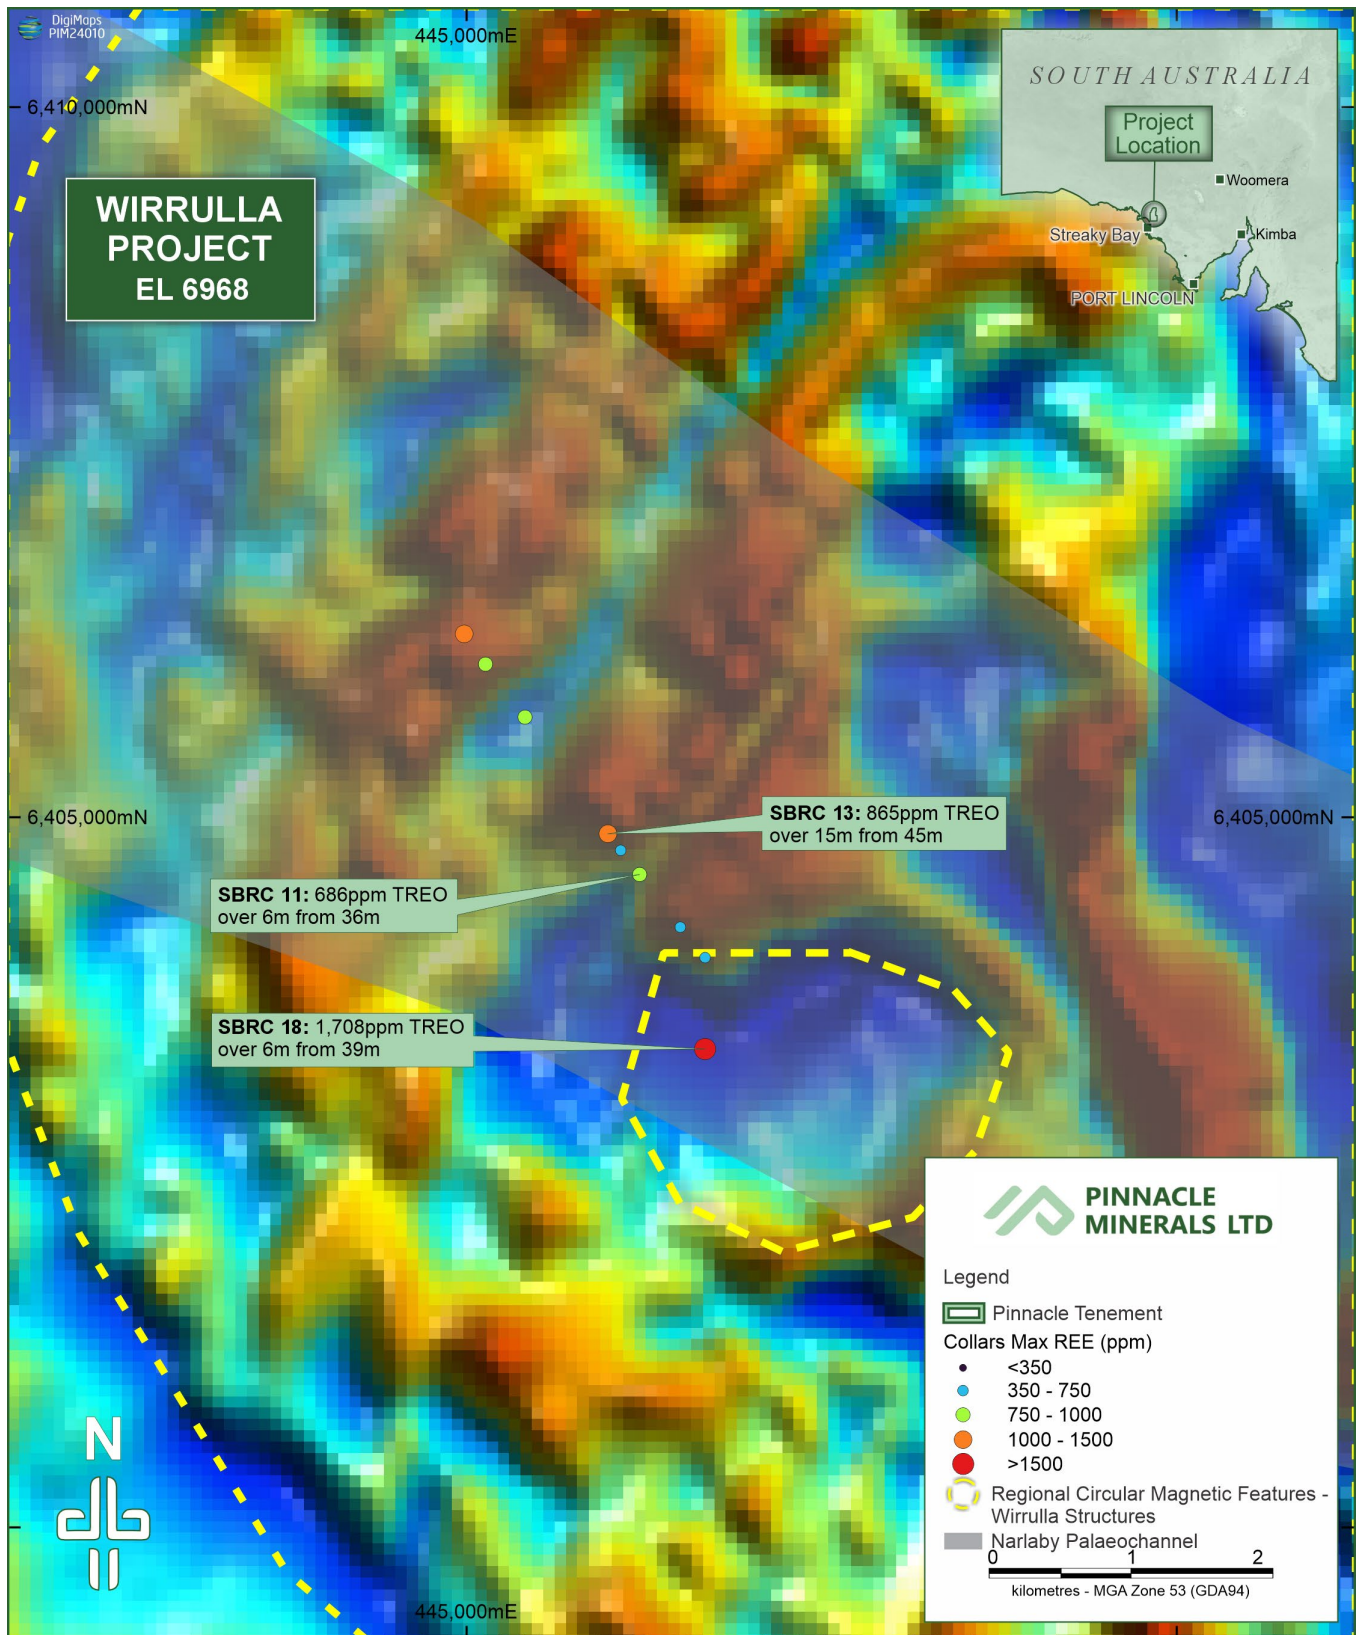 DigiMaps
PIM24010
445,000mE
6,410,000mN
WIRRULLA
PROJECT
EL 6968
SOUTH AUSTRALIA
Project
Location
Woomera
Streaky Bay
Kimba
PORT LINCOLN
6,405,000mN
6,405,000mN
SBRC 13: 865ppm TREO
over 15m from 45m
SBRC 11: 686ppm TREO
over 6m from 36m
SBRC 18: 1,708ppm TREO
over 6m from 39m
PINNACLE
MINERALS LTD
Legend
Pinnacle Tenement
Collars Max REE (ppm)
<350
350 - 750
750 - 1000
1000 - 1500
>1500
Regional Circular Magnetic Features -
Wirrulla Structures
Narlaby Palaeochannel
0 1 2
kilometres - MGA Zone 53 (GDA94)
N
445,000mE